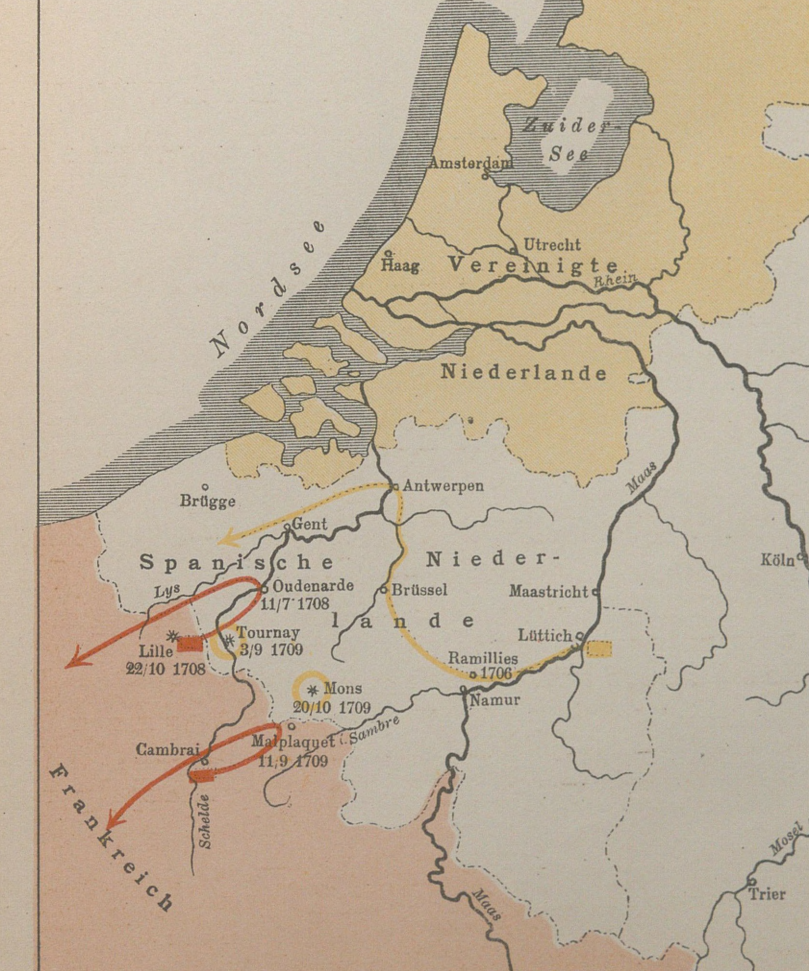 Zuider-
See
Amsterdam
Nordsee
Utrecht
Haag
Vereinigte
Rhein
Niederlande
Maas
Antwerpen
Brügge
Gent
Spanische
Nieder-
Köln
Lys
Oudenarde
11/7 1708
Brüssel
Maastricht
lande
Tournay
3/9 1709
Lüttich
Lille
22/10 1708
Ramillies
1706
Mons
20/10 1709
Namur
Sambre
Malplaquet
11/9 1709
Cambrai
Frankreich
Schelde
Mosel
Trier
Maas